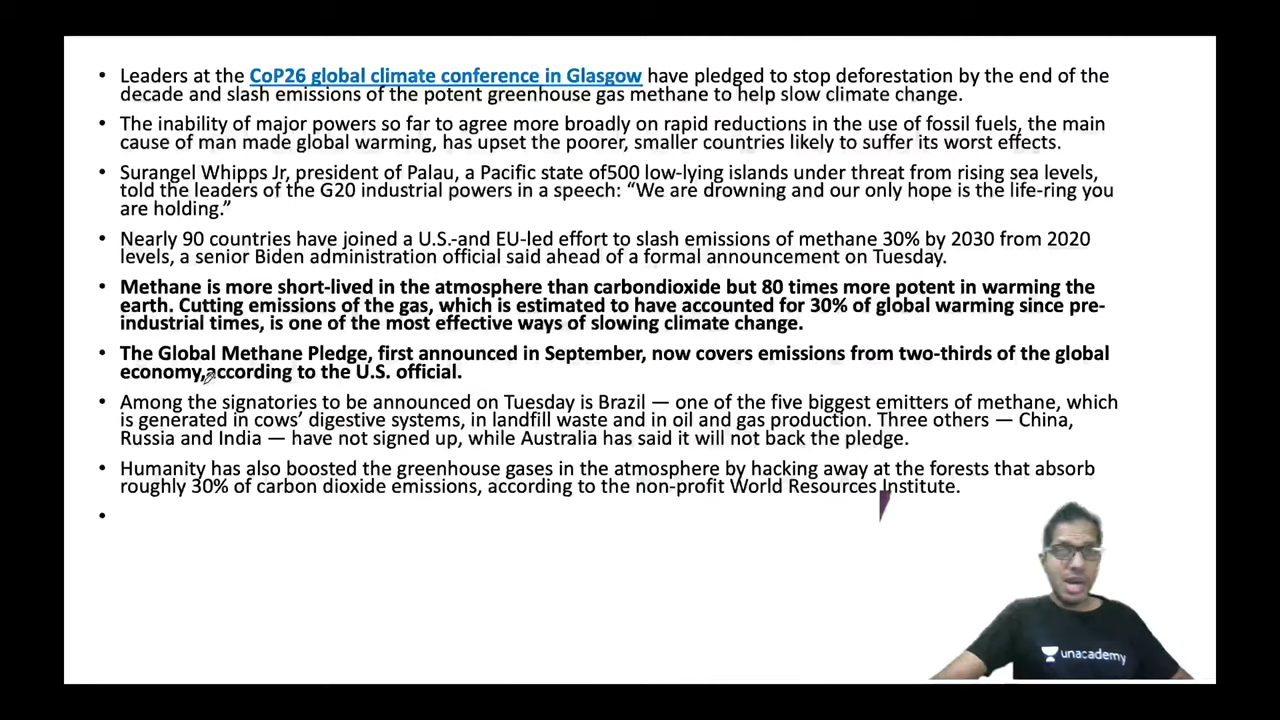 • Leaders at the CoP26 global climate conference in Glasgow have pledged to stop deforestation by the end of the
decade and slash emissions of the potent greenhouse gas methane to help slow climate change.
• The inability of major powers so far to agree more broadly on rapid reductions in the use of fossil fuels, the main
cause of man made global warming, has upset the poorer, smaller countries likely to suffer its worst effects.
• Surangel Whipps Jr, president of Palau, a Pacific state of500 low-lying islands under threat from rising sea levels,
told the leaders of the G20 industrial powers in a speech: “We are drowning and our only hope is the life-ring you
are holding.”
• Nearly 90 countries have joined a U.S.-and EU-led effort to slash emissions of methane 30% by 2030 from 2020
levels, a senior Biden administration official said ahead of a formal announcement on Tuesday.
• Methane is more short-lived in the atmosphere than carbondioxide but 80 times more potent in warming the
earth. Cutting emissions of the gas, which is estimated to have accounted for 30% of global warming since pre-
industrial times, is one of the most effective ways of slowing climate change.
• The Global Methane Pledge, first announced in September, now covers emissions from two-thirds of the global
economy,according to the U.S. official.
• Among the signatories to be announced on Tuesday is Brazil — one of the five biggest emitters of methane, which
is generated in cows’ digestive systems, in landfill waste and in oil and gas production. Three others — China,
Russia and India — have not signed up, while Australia has said it will not back the pledge.
• Humanity has also boosted the greenhouse gases in the atmosphere by hacking away at the forests that absorb
roughly 30% of carbon dioxide emissions, according to the non-profit World Resources Institute.
•
unacademy